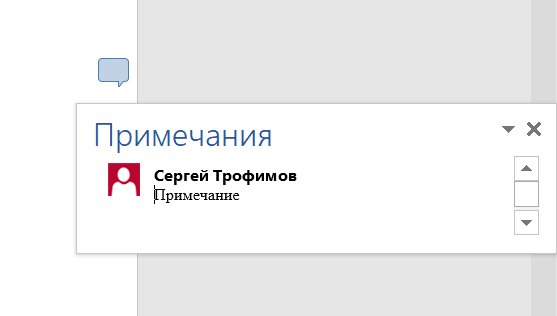 Примечания
Сергей Трофимов
Примечание